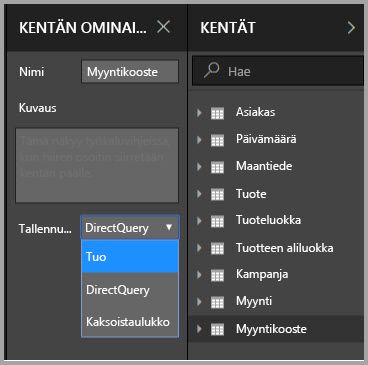 KENTÄN OMINAI...
Nimi
Myyntikooste
Kuvaus
Tämä näkyy työkaluvihjeissä,
kun hiiren osoitin siirretään
kentän päälle.
Tallennu...
DirectQuery
Tuo
DirectQuery
Kaksoistaulukko
KENTÄT
Hae
Asiakas
Päivämäärä
Maantiede
Tuote
Tuoteluokka
Tuotteen aliluokka
Kampanja
Myynti
Myyntikooste